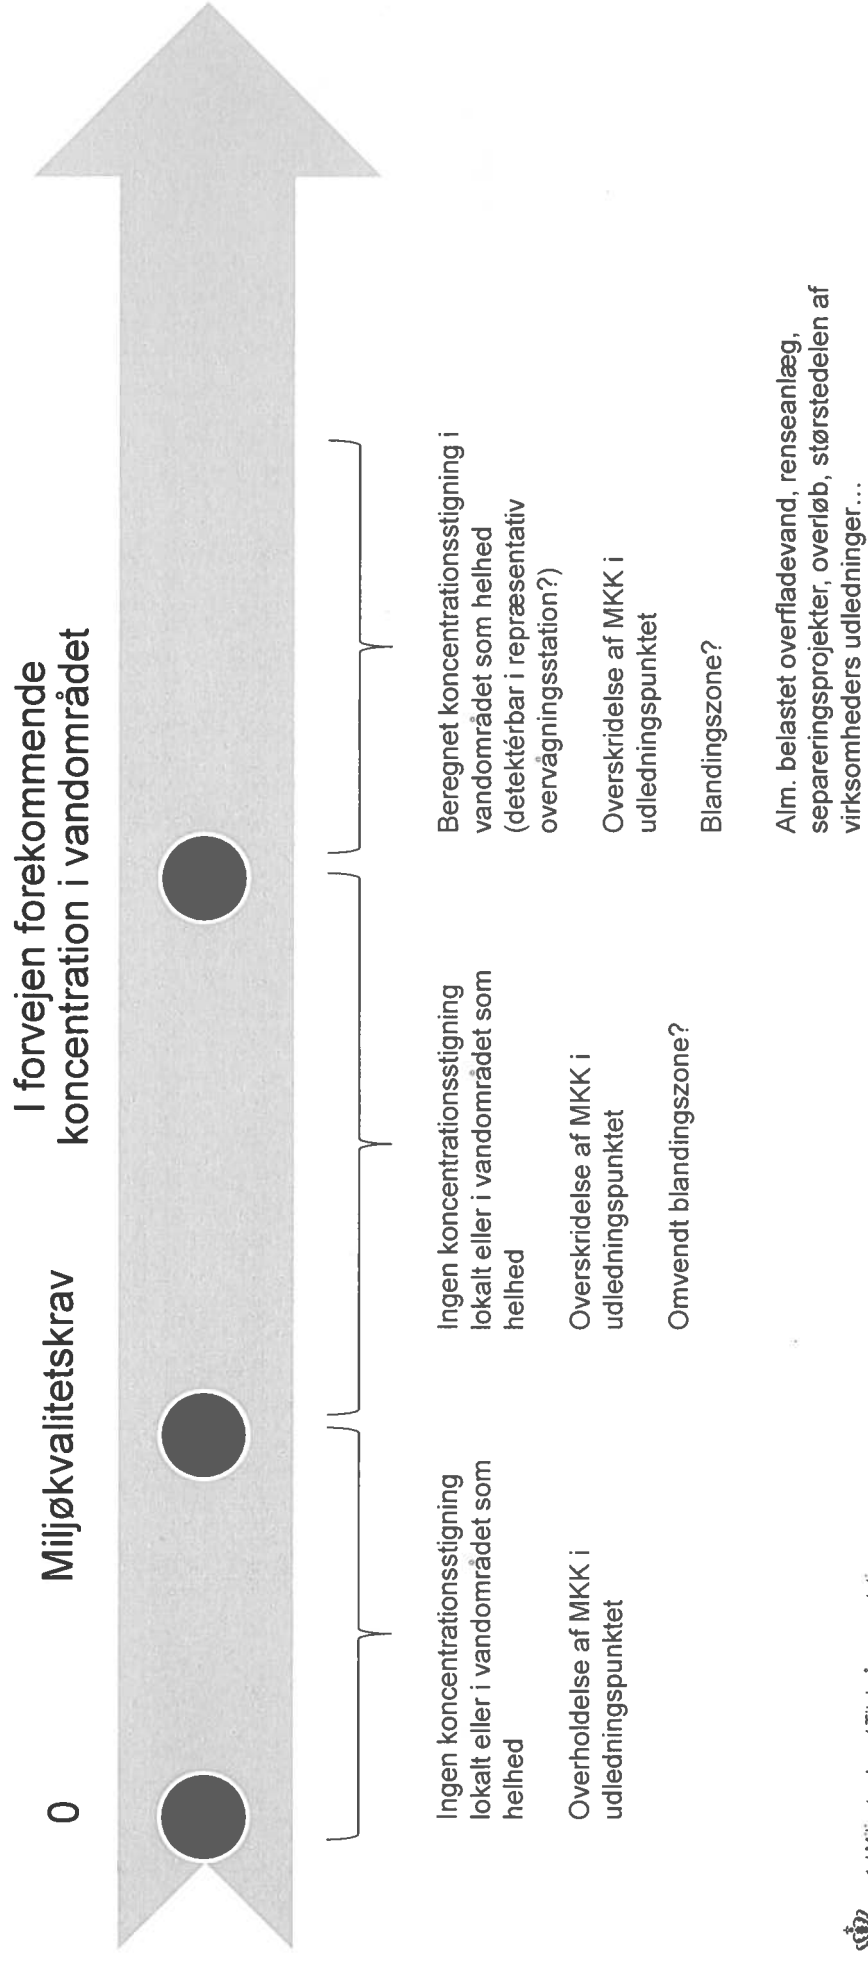 0
Miljøkvalitetskrav
I forvejen forekommende
koncentration i vandområdet
Ingen koncentrationsstigning
lokalt eller i vandområdet som
helhed
Overholdelse af MKK i
udledningspunktet
Ingen koncentrationsstigning
lokalt eller i vandområdet som
helhed
Overskridelse af MKK i
udledningspunktet
Omvendt blandingszone?
Beregnet koncentrationsstigning i
vandområdet som helhed
(detektérbar i repræsentativ
overvågningsstation?)
Overskridelse af MKK i
udledningspunktet
Blandingszone?
Alm. belastet overfladevand, renseanlæg,
separeringsprojekter, overløb, størstedelen af
virksomheders udledninger...